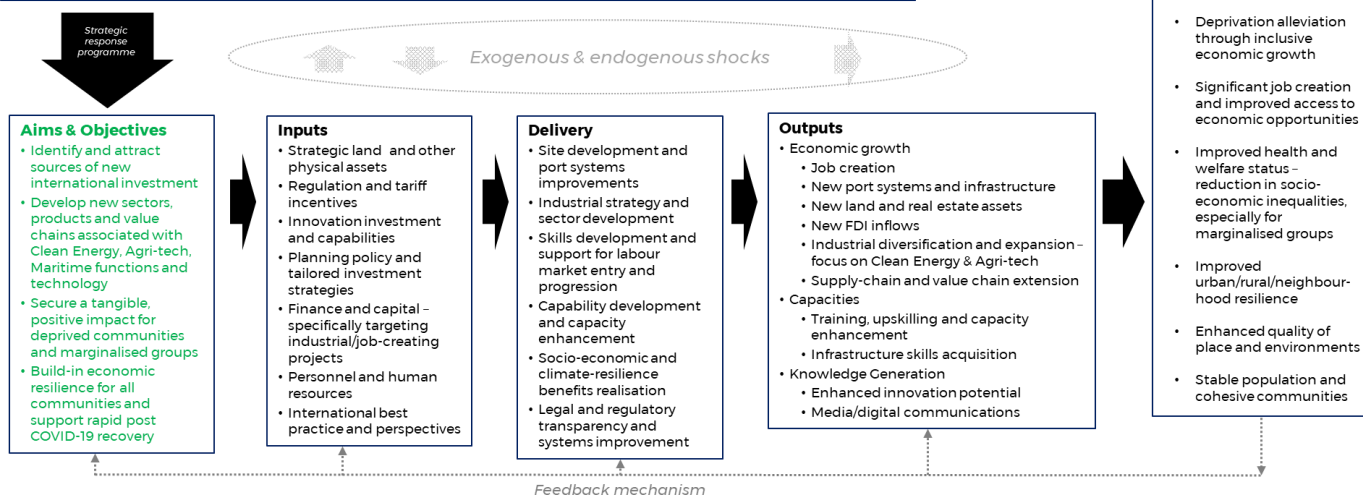 Strategic
response
programme
Exogenous & endogenous shocks
Aims & Objectives
• Identify and attract
sources of new
international investment
• Develop new sectors,
products and value
chains associated with
Clean Energy, Agri-tech,
Maritime functions and
technology
• Secure a tangible,
positive impact for
deprived communities
and marginalised groups
• Build-in economic
resilience for all
communities and
support rapid post
COVID-19 recovery
Inputs
• Strategic land and other
physical assets
• Regulation and tariff
incentives
• Innovation investment
and capabilities
• Planning policy and
tailored investment
strategies
• Finance and capital –
specifically targeting
industrial/job-creating
projects
• Personnel and human
resources
• International best
practice and perspectives
Delivery
• Site development and
port systems
improvements
• Industrial strategy and
sector development
• Skills development and
support for labour
market entry and
progression
• Capability development
and capacity
enhancement
• Socio-economic and
climate-resilience
benefits realisation
• Legal and regulatory
transparency and
systems improvement
Outputs
• Economic growth
• Job creation
• New port systems and infrastructure
• New land and real estate assets
• New FDI inflows
• Industrial diversification and expansion –
focus on Clean Energy & Agri-tech
• Supply-chain and value chain extension
• Capacities
• Training, upskilling and capacity
enhancement
• Infrastructure skills acquisition
• Knowledge Generation
• Enhanced innovation potential
• Media/digital communications
• Deprivation alleviation
through inclusive
economic growth
• Significant job creation
and improved access to
economic opportunities
• Improved health and
welfare status –
reduction in socio-
economic inequalities,
especially for
marginalised groups
• Improved
urban/rural/neighbour-
hood resilience
• Enhanced quality of
place and environments
• Stable population and
cohesive communities
Feedback mechanism